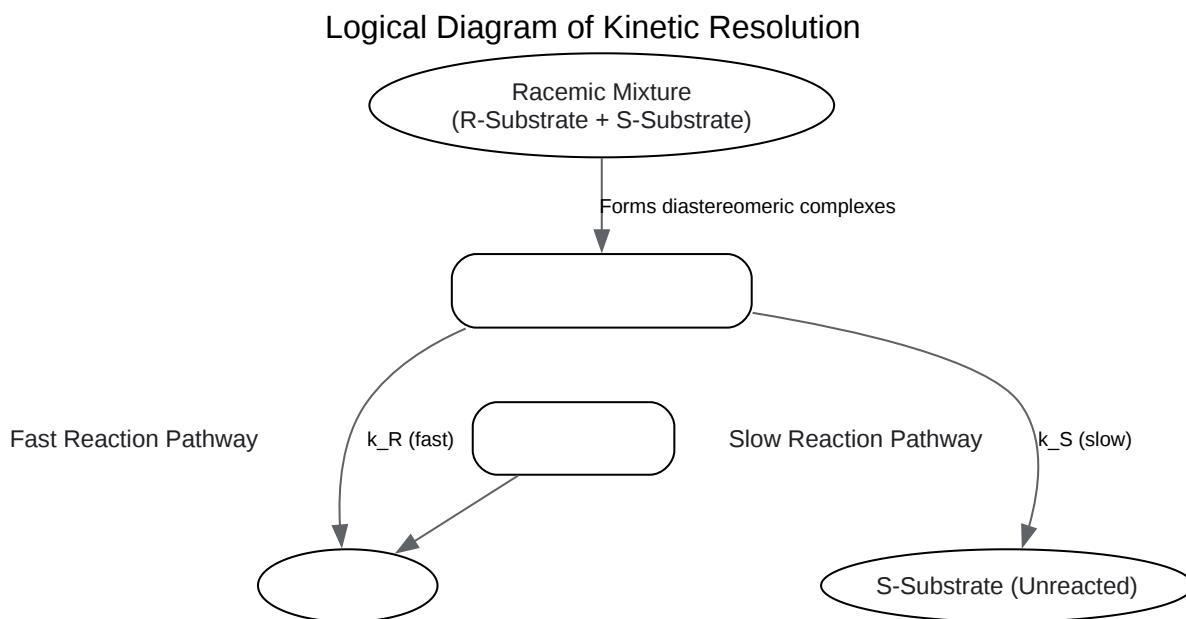 Logical Diagram of Kinetic Resolution
Racemic Mixture
(R-Substrate + S-Substrate)
Forms diastereomeric complexes
Fast Reaction Pathway
k_R (fast)
Slow Reaction Pathway
k_S (slow)
S-Substrate (Unreacted)